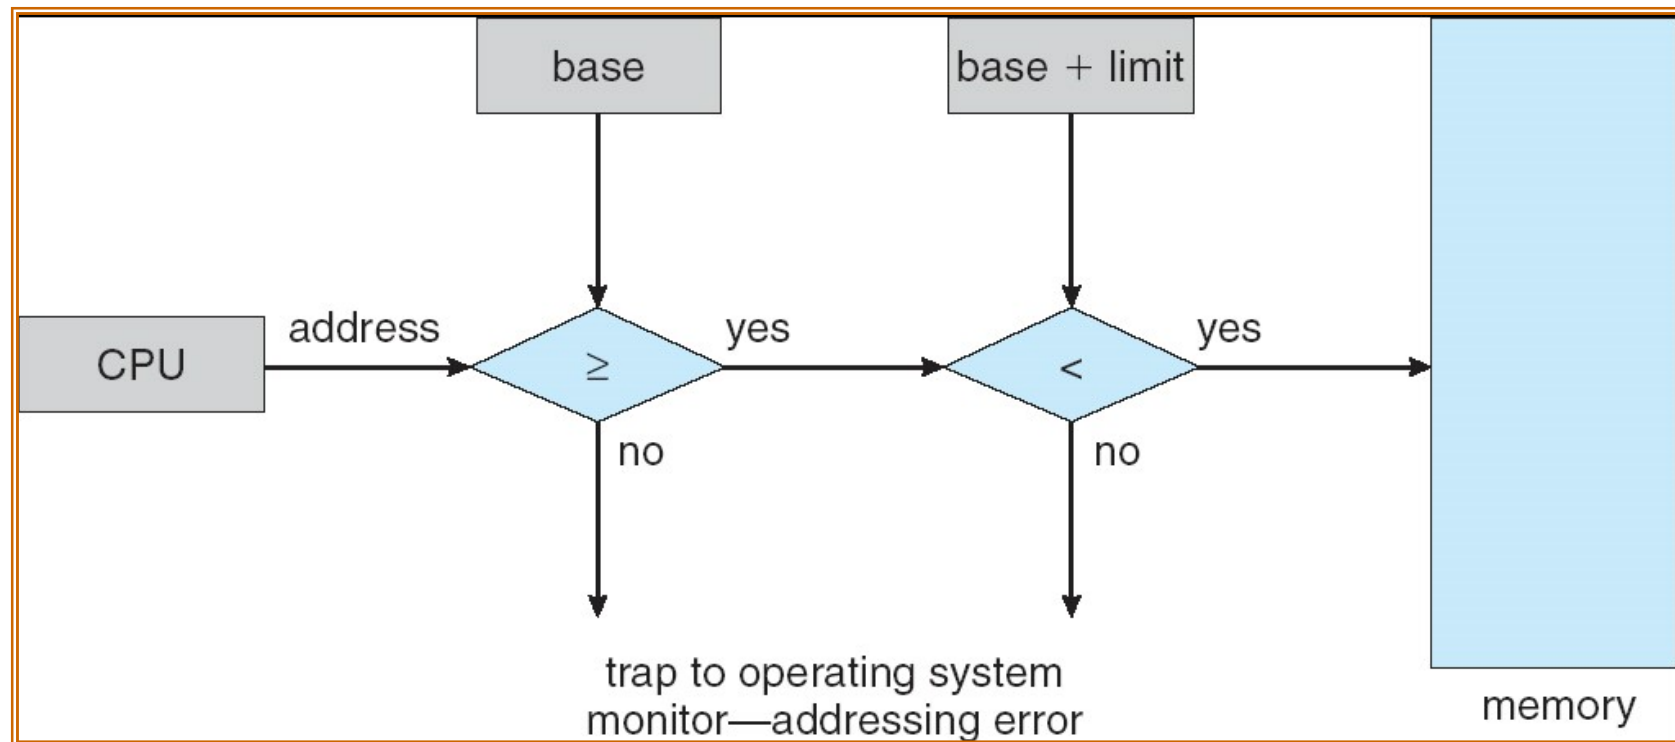 base
base + limit
CPU
address
≥
yes
<
yes
no
no
trap to operating system
monitor—addressing error
memory